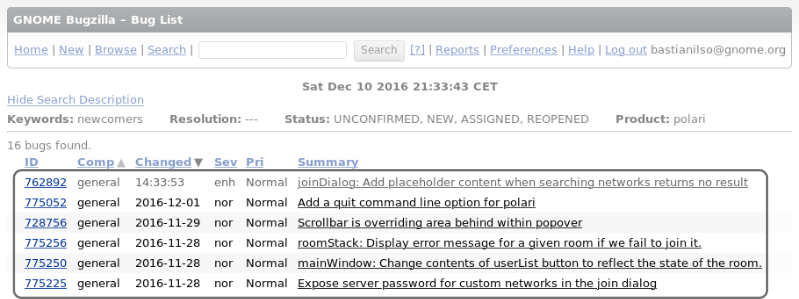 GNOME Bugzilla – Bug List
Home | New | Browse | Search | Search [?] | Reports | Preferences | Help | Log out bastianilso@gnome.org
Sat Dec 10 2016 21:33:43 CET
Hide Search Description
Keywords: newcomers Resolution: --- Status: UNCONFIRMED, NEW, ASSIGNED, REOPENED Product: polari
16 bugs found.
ID Comp ▲ Changed ▼ Sev Pri Summary
762892 general 14:33:53 enh Normal joinDialog: Add placeholder content when searching networks returns no result
775052 general 2016-12-01 nor Normal Add a quit command line option for polari
728756 general 2016-11-29 nor Normal Scrollbar is overriding area behind within popover
775256 general 2016-11-28 nor Normal roomStack: Display error message for a given room if we fail to join it.
775250 general 2016-11-28 nor Normal mainWindow: Change contents of userList button to reflect the state of the room.
775225 general 2016-11-28 nor Normal Expose server password for custom networks in the join dialog